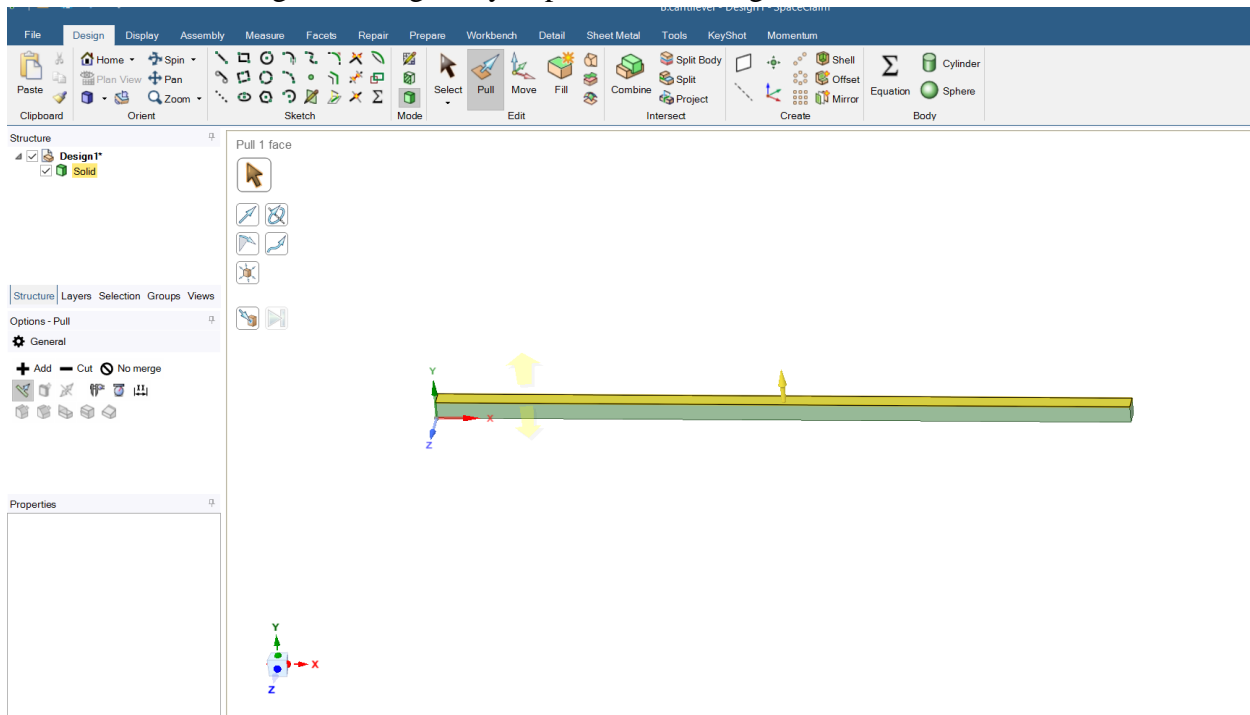 B.cantilever - Design1 - SpaceClaim
File Design Display Assembly Measure Facets Repair Prepare Workbench Detail Sheet Metal Tools KeyShot Momentum
Paste
Home Spin
Plan View Pan
Zoom
Select Pull Move Fill
Combine
Split Body
Split
Project
Shell
Offset
Mirror
Equation
Cylinder
Sphere
Clipboard Orient Sketch Mode Edit Intersect Create Body
Structure
Design1*
Solid
Structure Layers Selection Groups Views
Options - Pull
General
Add Cut No merge
Properties
Pull 1 face
Y
X
Z
Y
X
Z